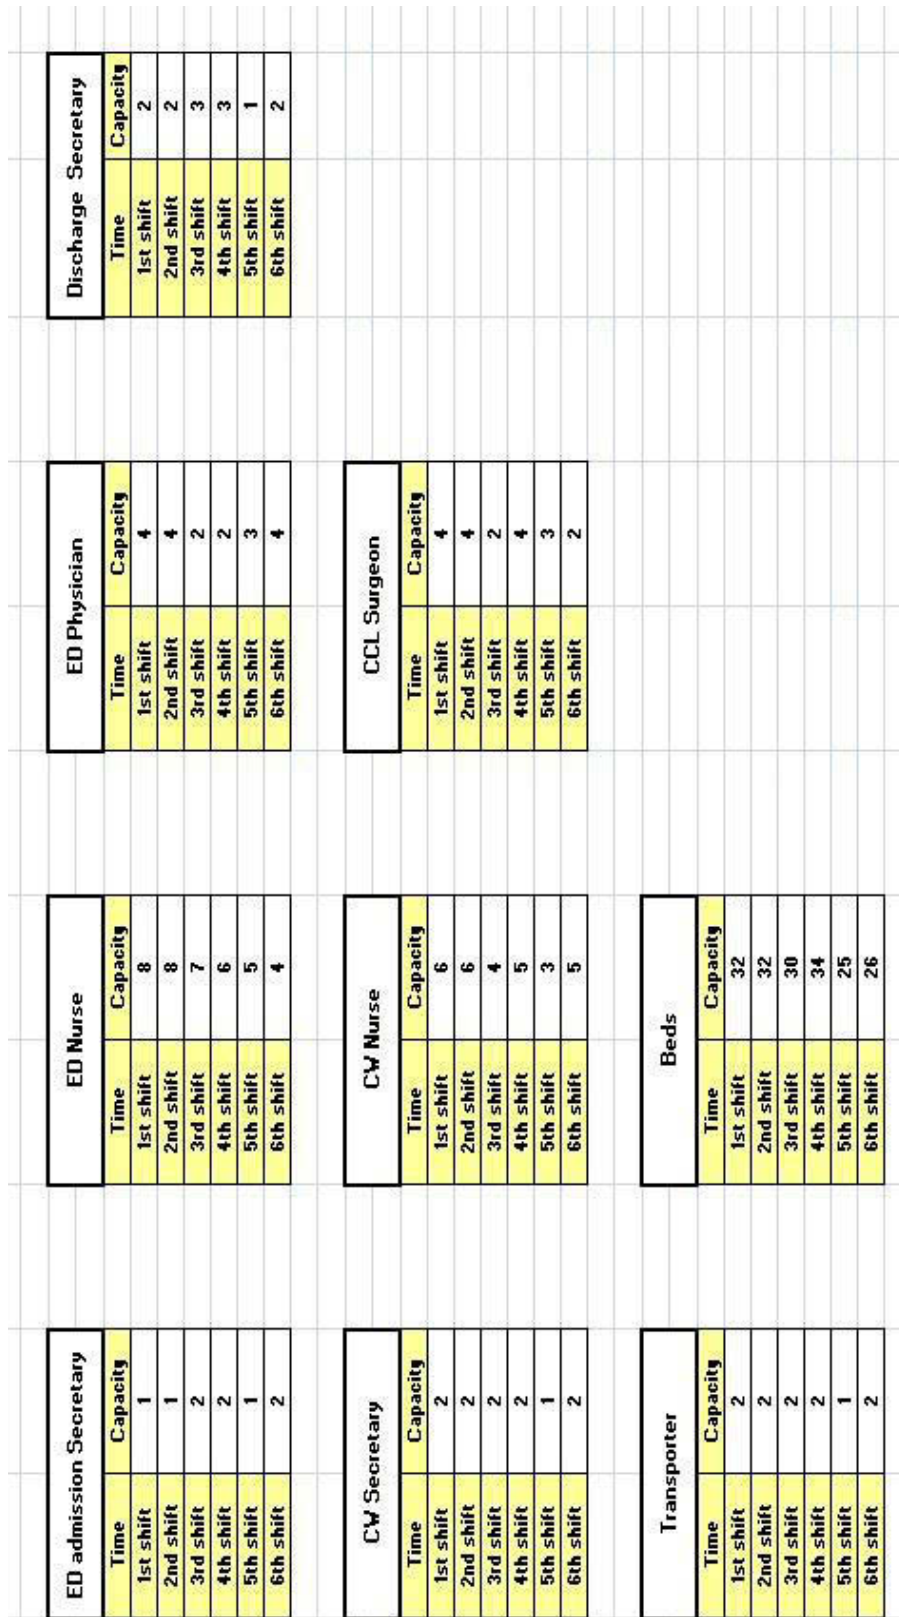 ED admission Secretary
Time Capacity
1st shift 1
2nd shift 1
3rd shift 2
4th shift 2
5th shift 1
6th shift 2
ED Nurse
Time Capacity
1st shift 8
2nd shift 8
3rd shift 7
4th shift 6
5th shift 5
6th shift 4
ED Physician
Time Capacity
1st shift 4
2nd shift 4
3rd shift 2
4th shift 2
5th shift 3
6th shift 4
Discharge Secretary
Time Capacity
1st shift 2
2nd shift 2
3rd shift 3
4th shift 3
5th shift 1
6th shift 2
CW Secretary
Time Capacity
1st shift 2
2nd shift 2
3rd shift 2
4th shift 2
5th shift 1
6th shift 2
CW Nurse
Time Capacity
1st shift 6
2nd shift 6
3rd shift 4
4th shift 5
5th shift 3
6th shift 5
CCL Surgeon
Time Capacity
1st shift 4
2nd shift 4
3rd shift 2
4th shift 4
5th shift 3
6th shift 2
Transporter
Time Capacity
1st shift 2
2nd shift 2
3rd shift 2
4th shift 2
5th shift 1
6th shift 2
Beds
Time Capacity
1st shift 32
2nd shift 32
3rd shift 30
4th shift 34
5th shift 25
6th shift 26